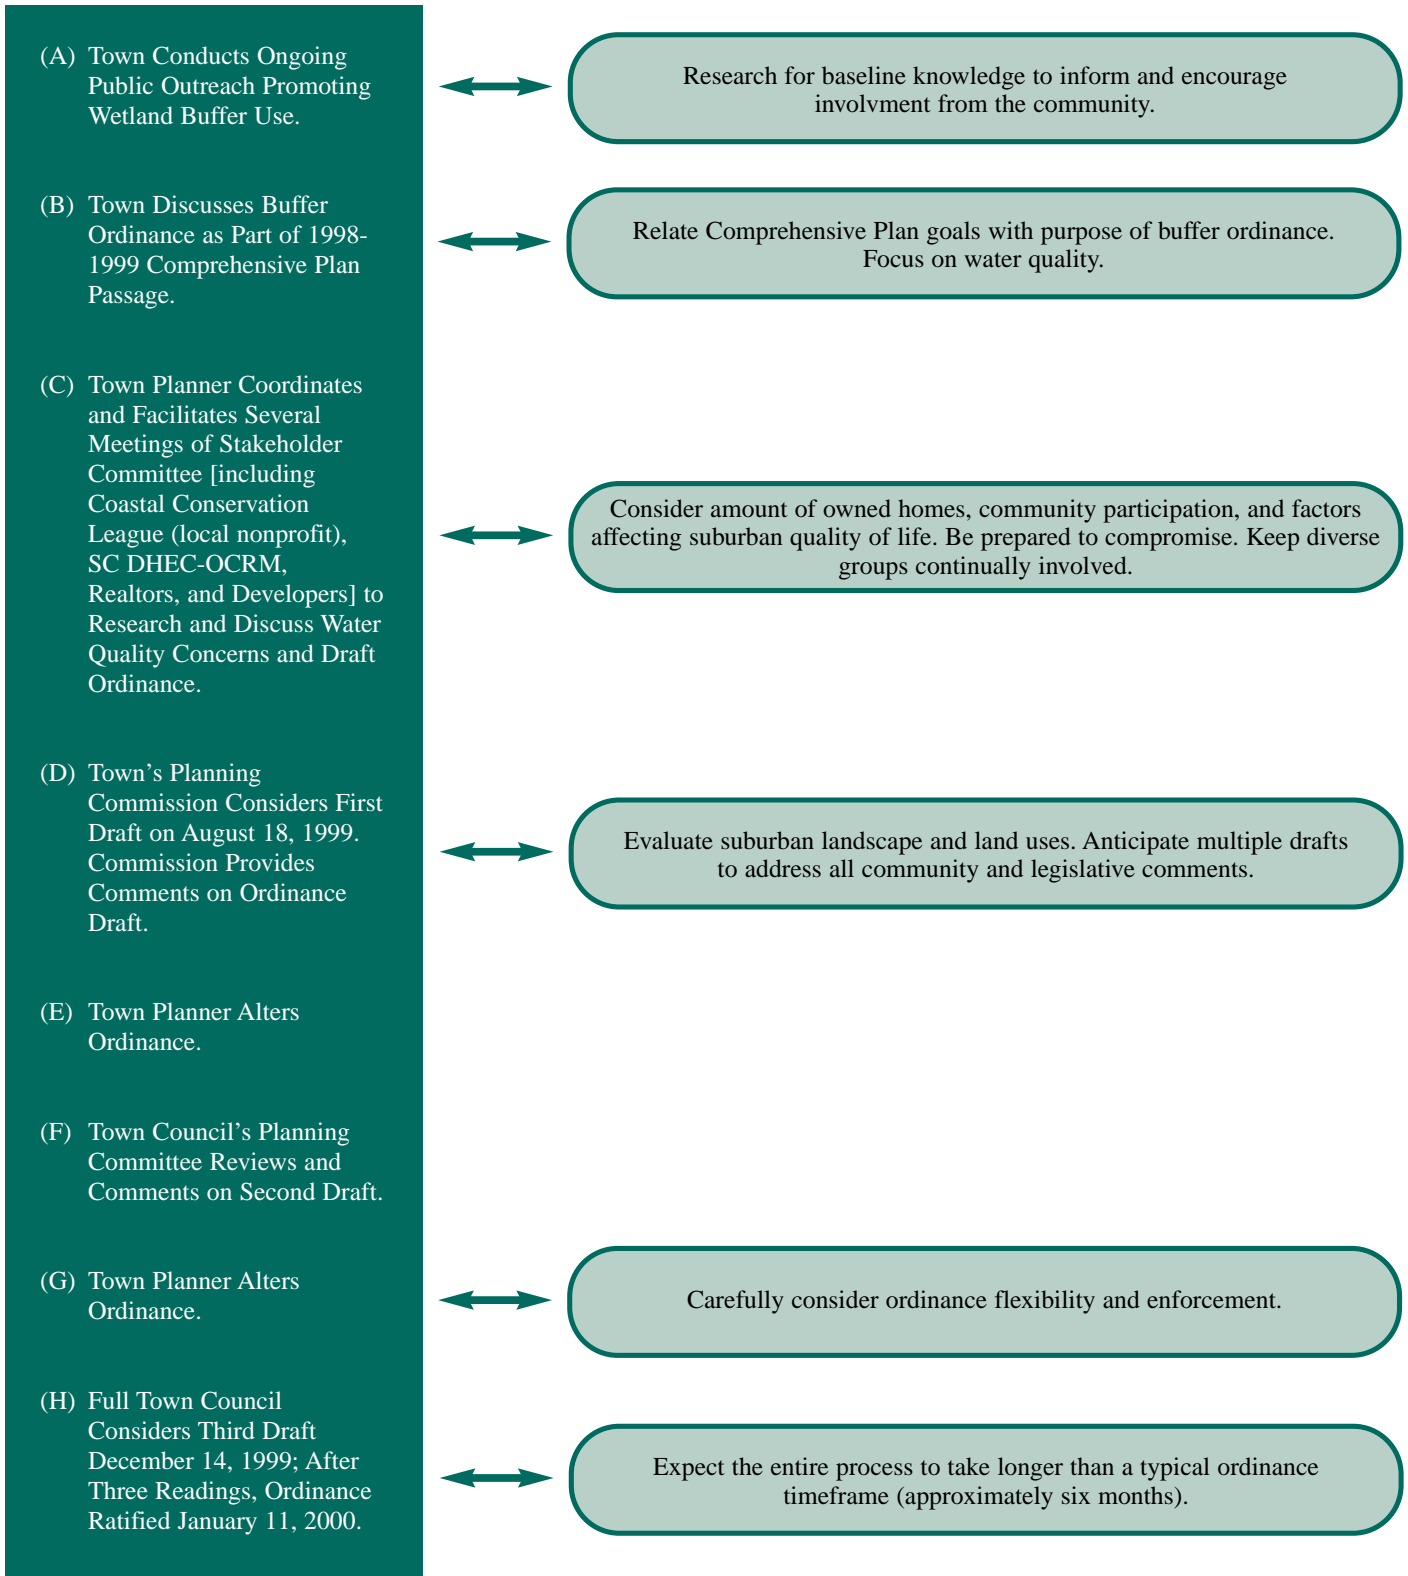 (A) Town Conducts Ongoing
Public Outreach Promoting
Wetland Buffer Use.
Research for baseline knowledge to inform and encourage
involvment from the community.
(B) Town Discusses Buffer
Ordinance as Part of 1998-
1999 Comprehensive Plan
Passage.
Relate Comprehensive Plan goals with purpose of buffer ordinance.
Focus on water quality.
(C) Town Planner Coordinates
and Facilitates Several
Meetings of Stakeholder
Committee [including
Coastal Conservation
League (local nonprofit),
SC DHEC-OCRM,
Realtors, and Developers] to
Research and Discuss Water
Quality Concerns and Draft
Ordinance.
Consider amount of owned homes, community participation, and factors
affecting suburban quality of life. Be prepared to compromise. Keep diverse
groups continually involved.
(D) Town’s Planning
Commission Considers First
Draft on August 18, 1999.
Commission Provides
Comments on Ordinance
Draft.
Evaluate suburban landscape and land uses. Anticipate multiple drafts
to address all community and legislative comments.
(E) Town Planner Alters
Ordinance.
(F) Town Council’s Planning
Committee Reviews and
Comments on Second Draft.
(G) Town Planner Alters
Ordinance.
Carefully consider ordinance flexibility and enforcement.
(H) Full Town Council
Considers Third Draft
December 14, 1999; After
Three Readings, Ordinance
Ratified January 11, 2000.
Expect the entire process to take longer than a typical ordinance
timeframe (approximately six months).